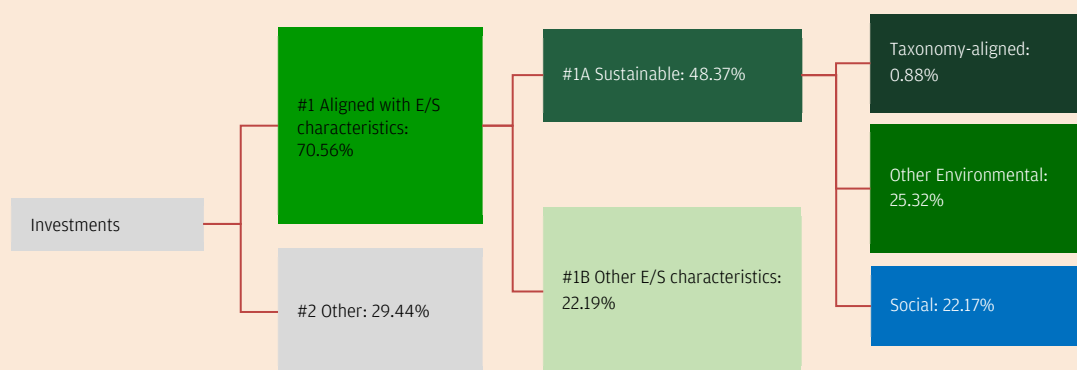 Investments
#1 Aligned with E/S
characteristics:
70.56%
#2 Other: 29.44%
#1A Sustainable: 48.37%
#1B Other E/S characteristics:
22.19%
Taxonomy-aligned:
0.88%
Other Environmental:
25.32%
Social: 22.17%